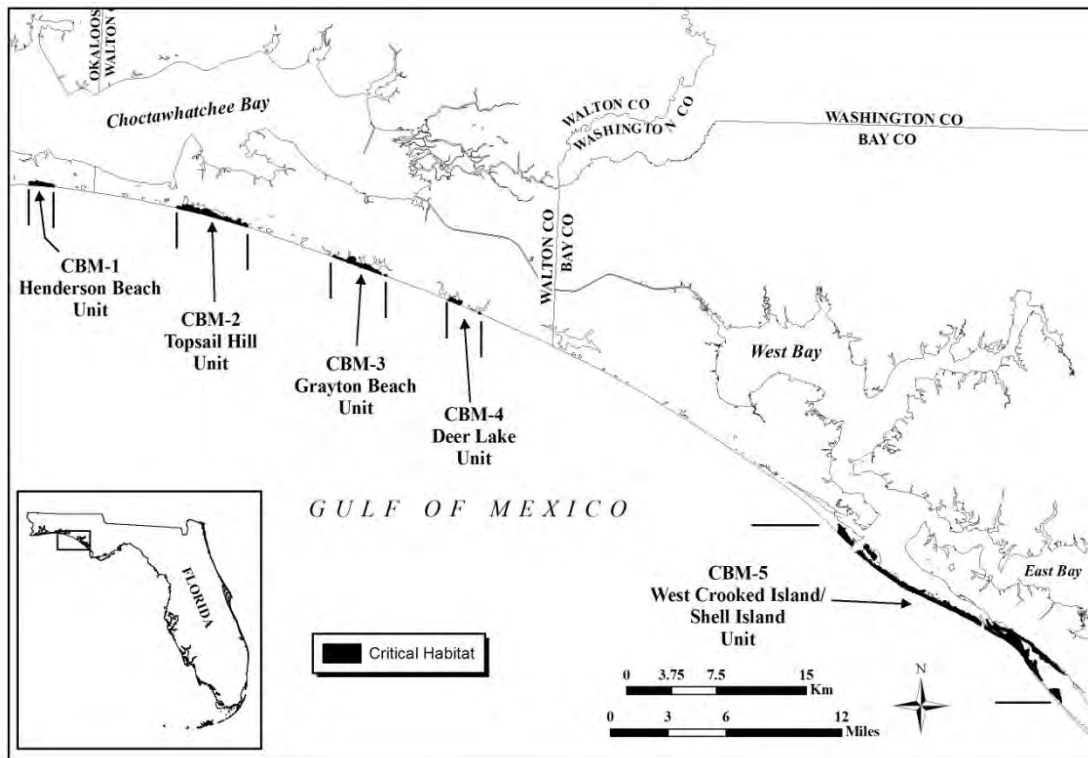 OKALOOS
WALTON C
Choctawhatchee Bay
WALTON CO
WASHINGTON CO
WASHINGTON CO
BAY CO
WALTON CO
BAY CO
CBM-1
Henderson Beach
Unit
CBM-2
Topsail Hill
Unit
CBM-3
Grayton Beach
Unit
CBM-4
Deer Lake
Unit
West Bay
GULF OF MEXICO
East Bay
CBM-5
West Crooked Island/
Shell Island
Unit
FLORIDA
Critical Habitat
0 3.75 7.5 15
Km
0 3 6 12
Miles
N